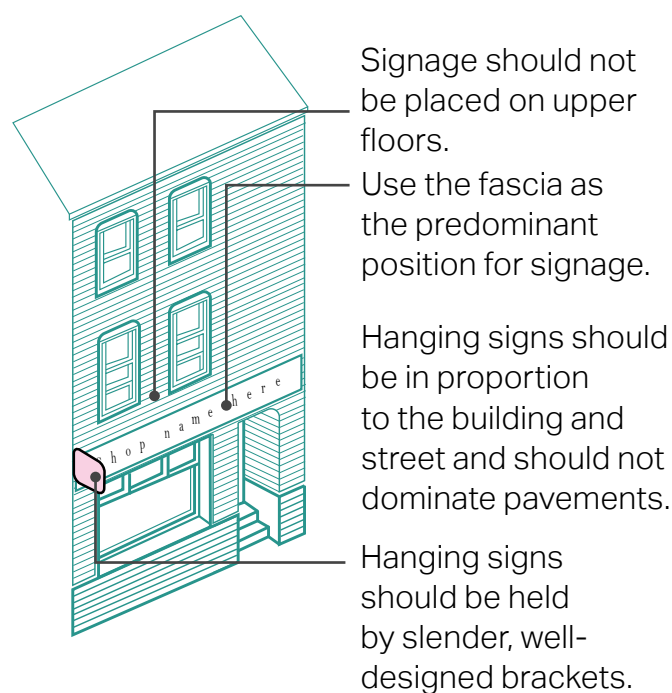 Signage should not
be placed on upper
floors.
Use the fascia as
the predominant
position for signage.
Shop name here
Hanging signs should
be in proportion
to the building and
street and should not
dominate pavements.
Hanging signs
should be held
by slender, well-
designed brackets.